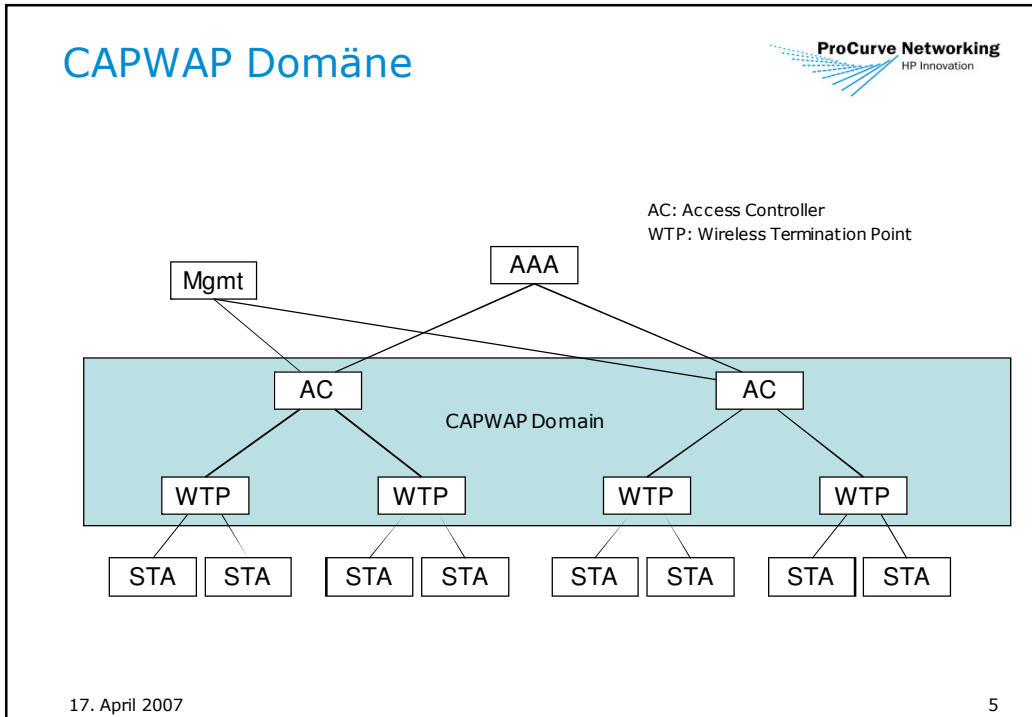 CAPWAP Domäne
ProCurve Networking
HP Innovation
AC: Access Controller
WTP: Wireless Termination Point
Mgmt
AAA
AC
AC
CAPWAP Domain
WTP
WTP
WTP
WTP
STA
STA
STA
STA
STA
STA
STA
STA
17. April 2007
5